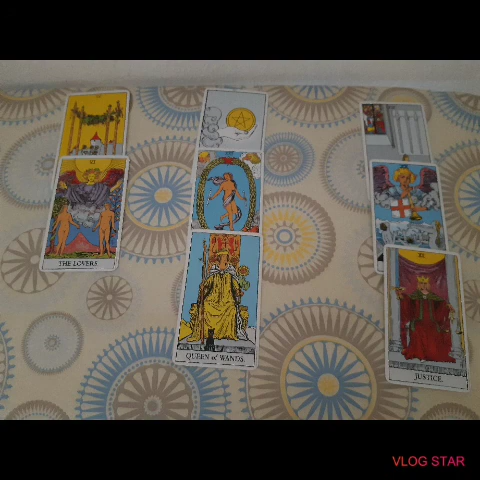 THE LOVERS.
QUEEN of WANDS.
JUSTICE.
VLOG STAR